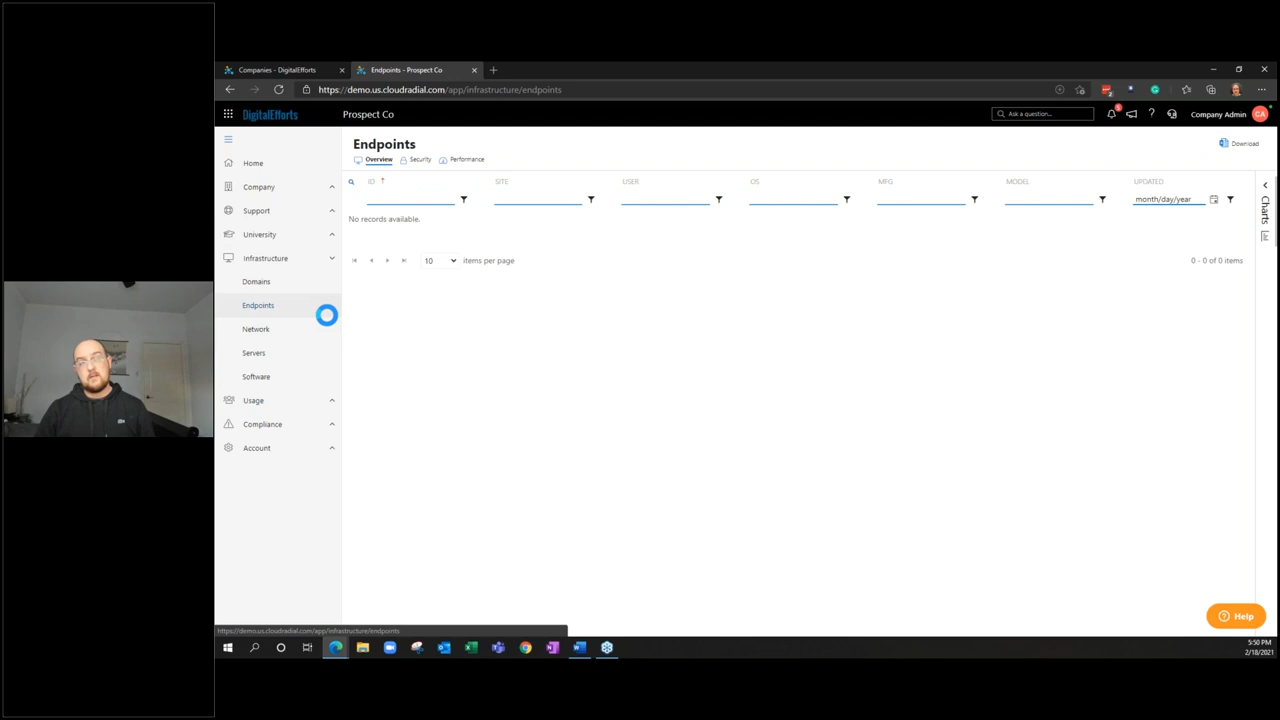 Companies - DigitalEfforts
Endpoints - Prospect Co
https://demo.us.cloudradial.com/app/infrastructure/endpoints
DigitalEfforts
Prospect Co
Ask a question...
5
Company Admin
CA
Home
Company
Support
University
Infrastructure
Domains
Endpoints
Network
Servers
Software
Usage
Compliance
Account
Endpoints
Download
Overview
Security
Performance
ID
SITE
USER
OS
MFG
MODEL
UPDATED
month/day/year
No records available.
10
items per page
0 - 0 of 0 items
Charts
Help
https://demo.us.cloudradial.com/app/infrastructure/endpoints
5:50 PM
2/18/2021